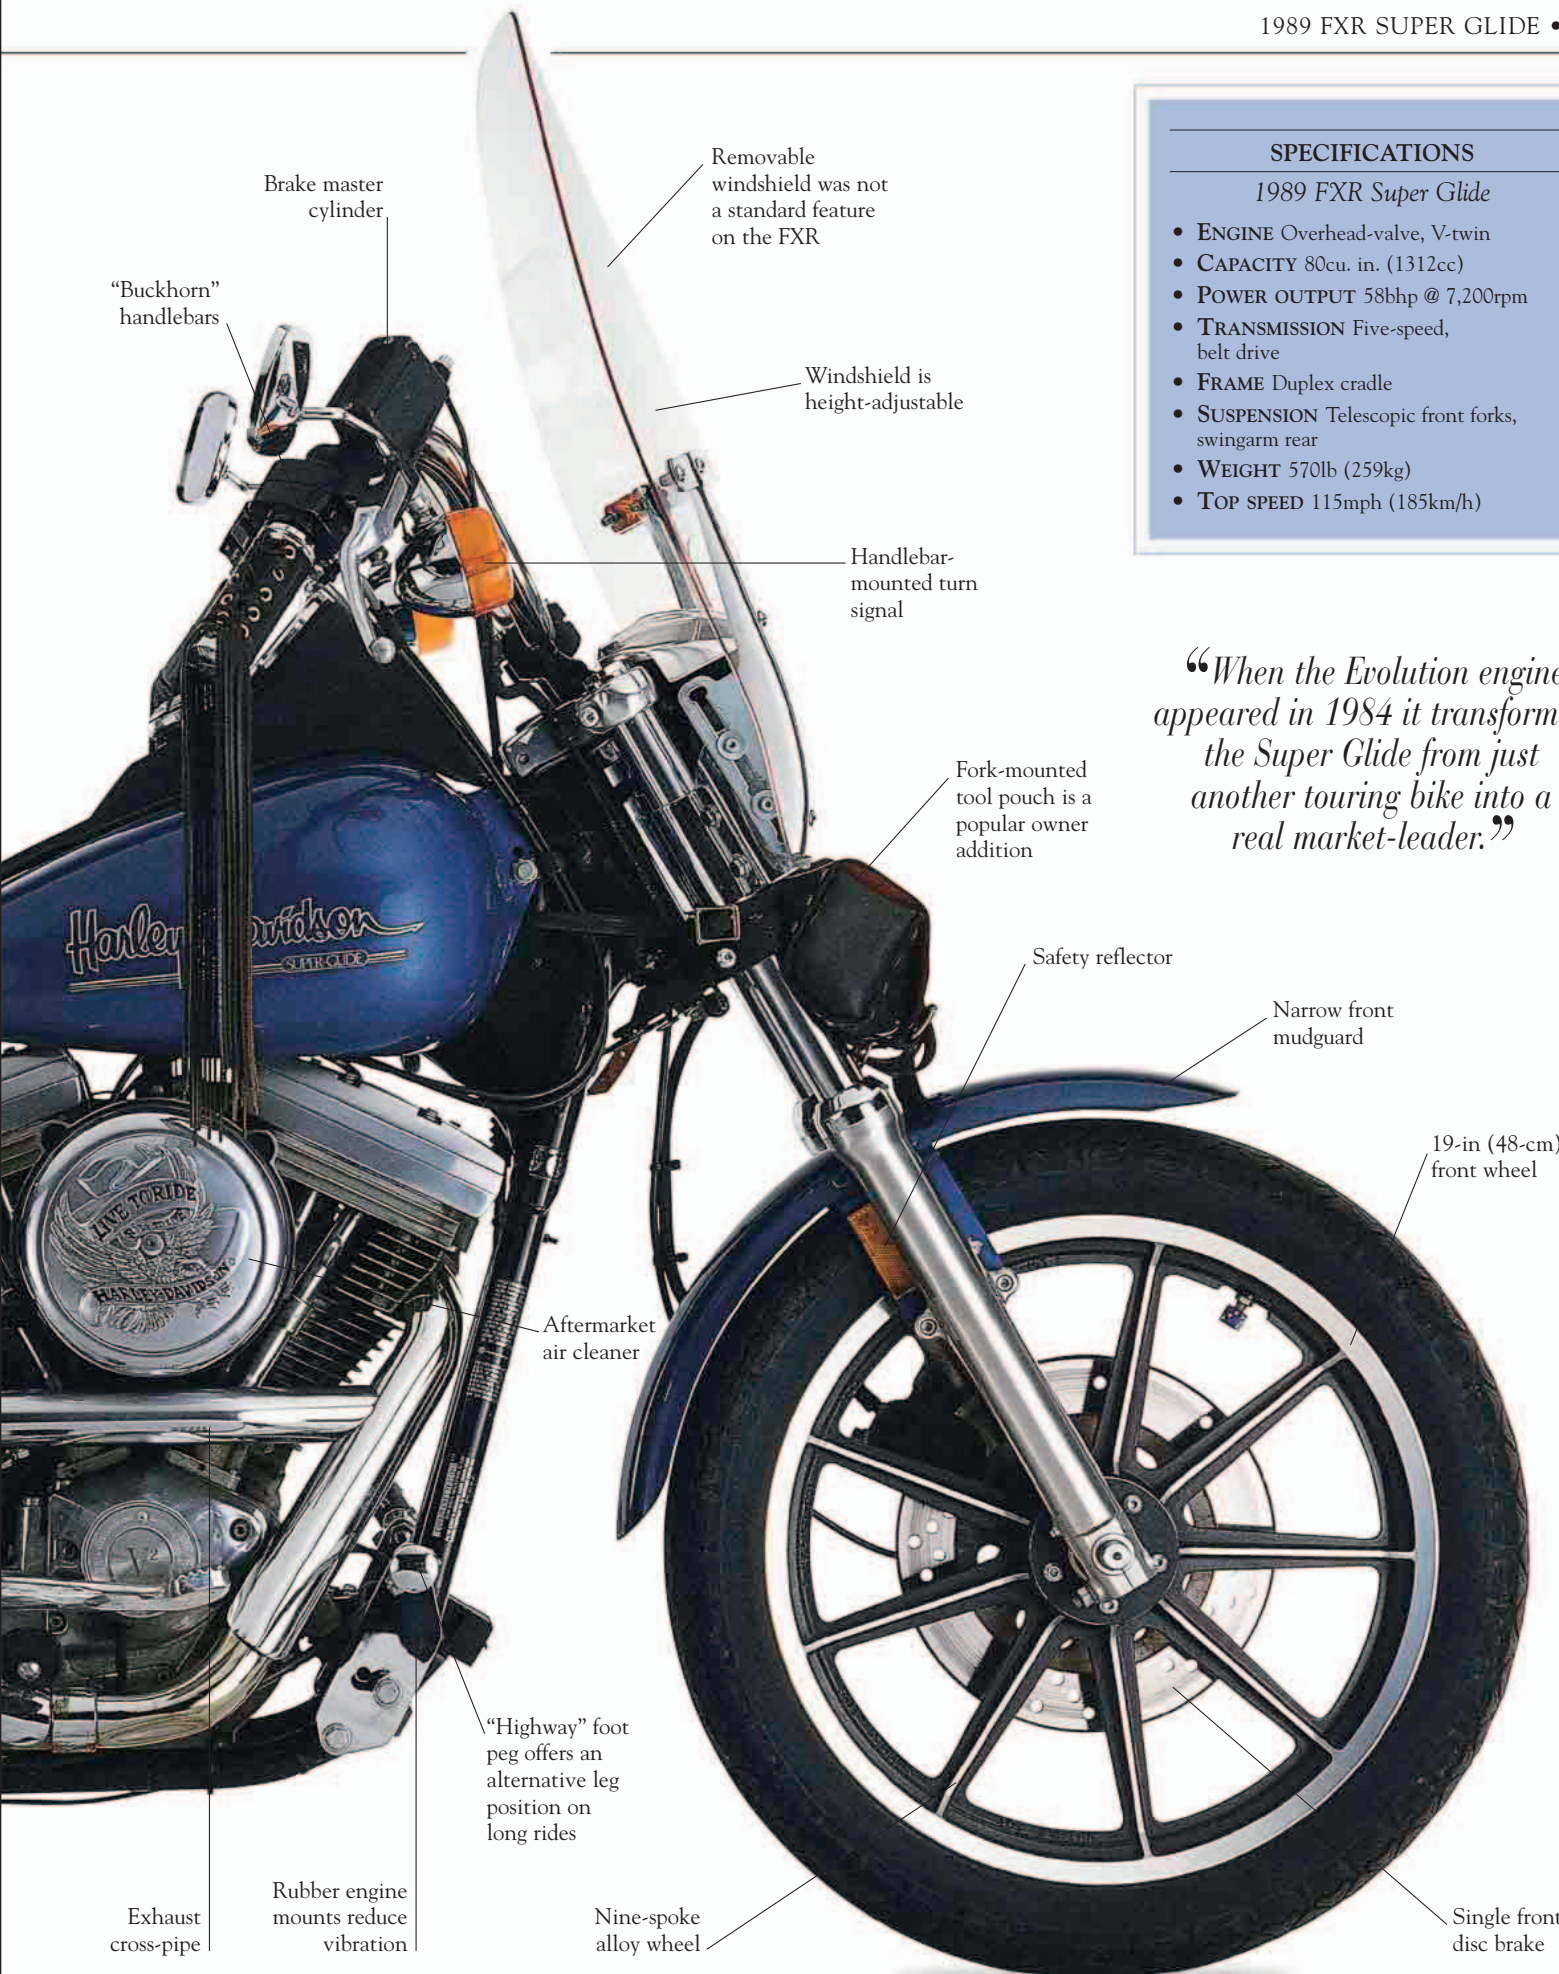 1989 FXR SUPER GLIDE •
SPECIFICATIONS
1989 FXR Super Glide
• ENGINE Overhead-valve, V-twin
• CAPACITY 80cu. in. (1312cc)
• POWER OUTPUT 58bhp @ 7,200rpm
• TRANSMISSION Five-speed,
belt drive
• FRAME Duplex cradle
• SUSPENSION Telescopic front forks,
swingarm rear
• WEIGHT 570lb (259kg)
• TOP SPEED 115mph (185km/h)
Removable
windshield was not
a standard feature
on the FXR
Brake master
cylinder
“Buckhorn”
handlebars
Windshield is
height-adjustable
Handlebar-
mounted turn
signal
“When the Evolution engine
appeared in 1984 it transform
the Super Glide from just
another touring bike into a
real market-leader.”
Fork-mounted
tool pouch is a
popular owner
addition
Harley Davidson
SUPER GLIDE
Safety reflector
Narrow front
mudguard
19-in (48-cm)
front wheel
LIVE TO RIDE
HARLEY-DAVIDSON
Aftermarket
air cleaner
V²
“Highway” foot
peg offers an
alternative leg
position on
long rides
Exhaust
cross-pipe
Rubber engine
mounts reduce
vibration
Nine-spoke
alloy wheel
Single front
disc brake